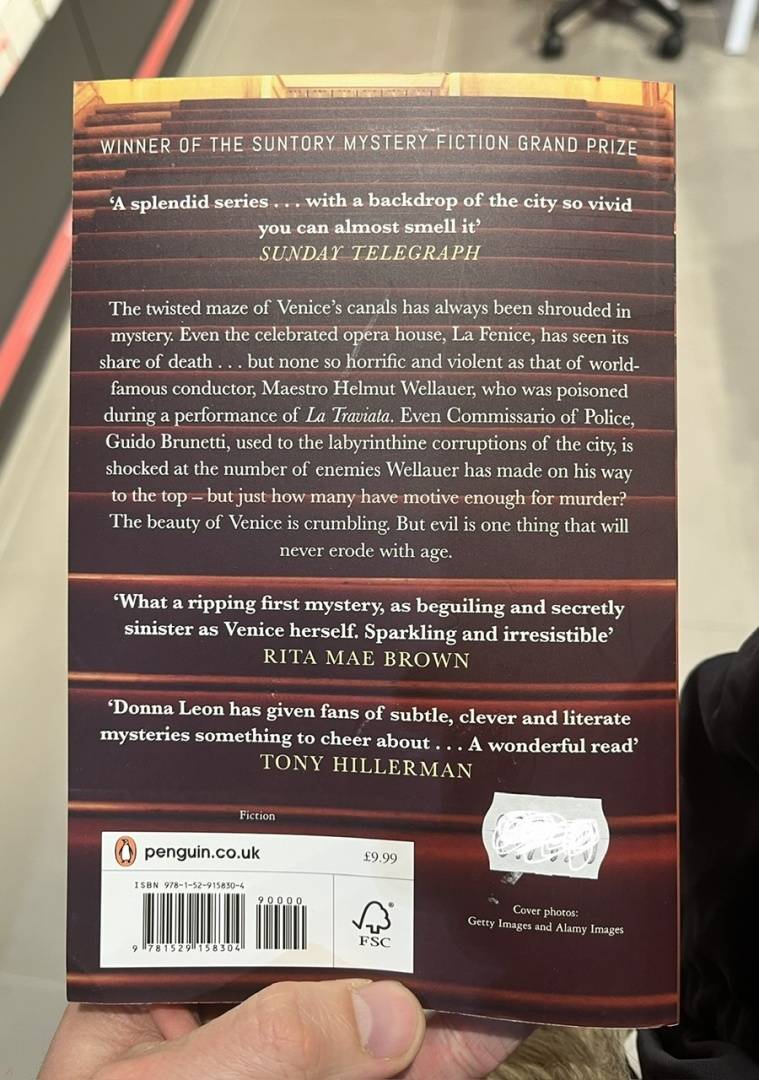 WINNER OF THE SUNTORY MYSTERY FICTION GRAND PRIZE
‘A splendid series . . . with a backdrop of the city so vivid
you can almost smell it’
SUNDAY TELEGRAPH
The twisted maze of Venice’s canals has always been shrouded in
mystery. Even the celebrated opera house, La Fenice, has seen its
share of death . . . but none so horrific and violent as that of world-
famous conductor, Maestro Helmut Wellauer, who was poisoned
during a performance of La Traviata. Even Commissario of Police,
Guido Brunetti, used to the labyrinthine corruptions of the city, is
shocked at the number of enemies Wellauer has made on his way
to the top – but just how many have motive enough for murder?
The beauty of Venice is crumbling. But evil is one thing that will
never erode with age.
‘What a ripping first mystery, as beguiling and secretly
sinister as Venice herself. Sparkling and irresistible’
RITA MAE BROWN
‘Donna Leon has given fans of subtle, clever and literate
mysteries something to cheer about . . . A wonderful read’
TONY HILLERMAN
Fiction
penguin.co.uk
£9.99
ISBN 978-1-52-915830-4
90000
9 781529 158304
FSC
Cover photos:
Getty Images and Alamy Images